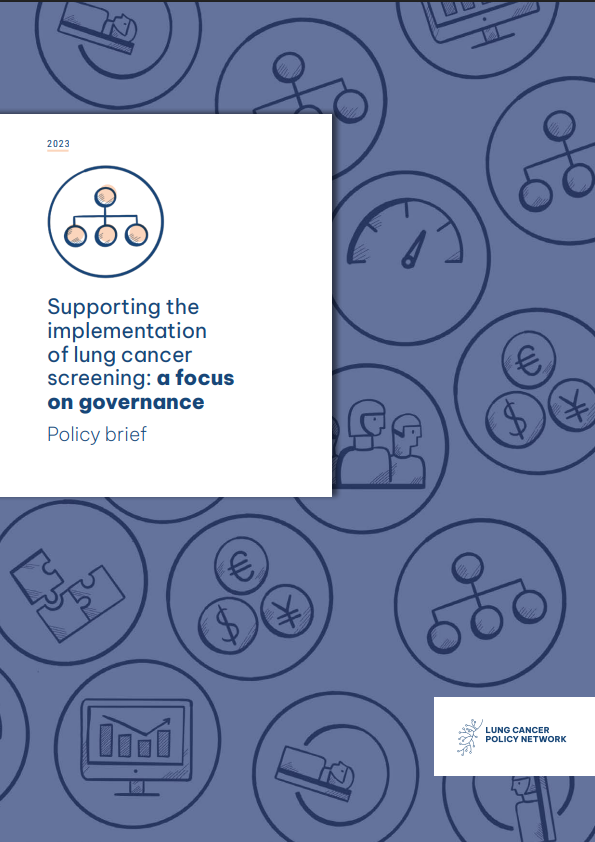 2023
Supporting the
implementation
of lung cancer
screening: a focus
on governance
Policy brief
€
$
¥
€
$
¥
LUNG CANCER
POLICY NETWORK